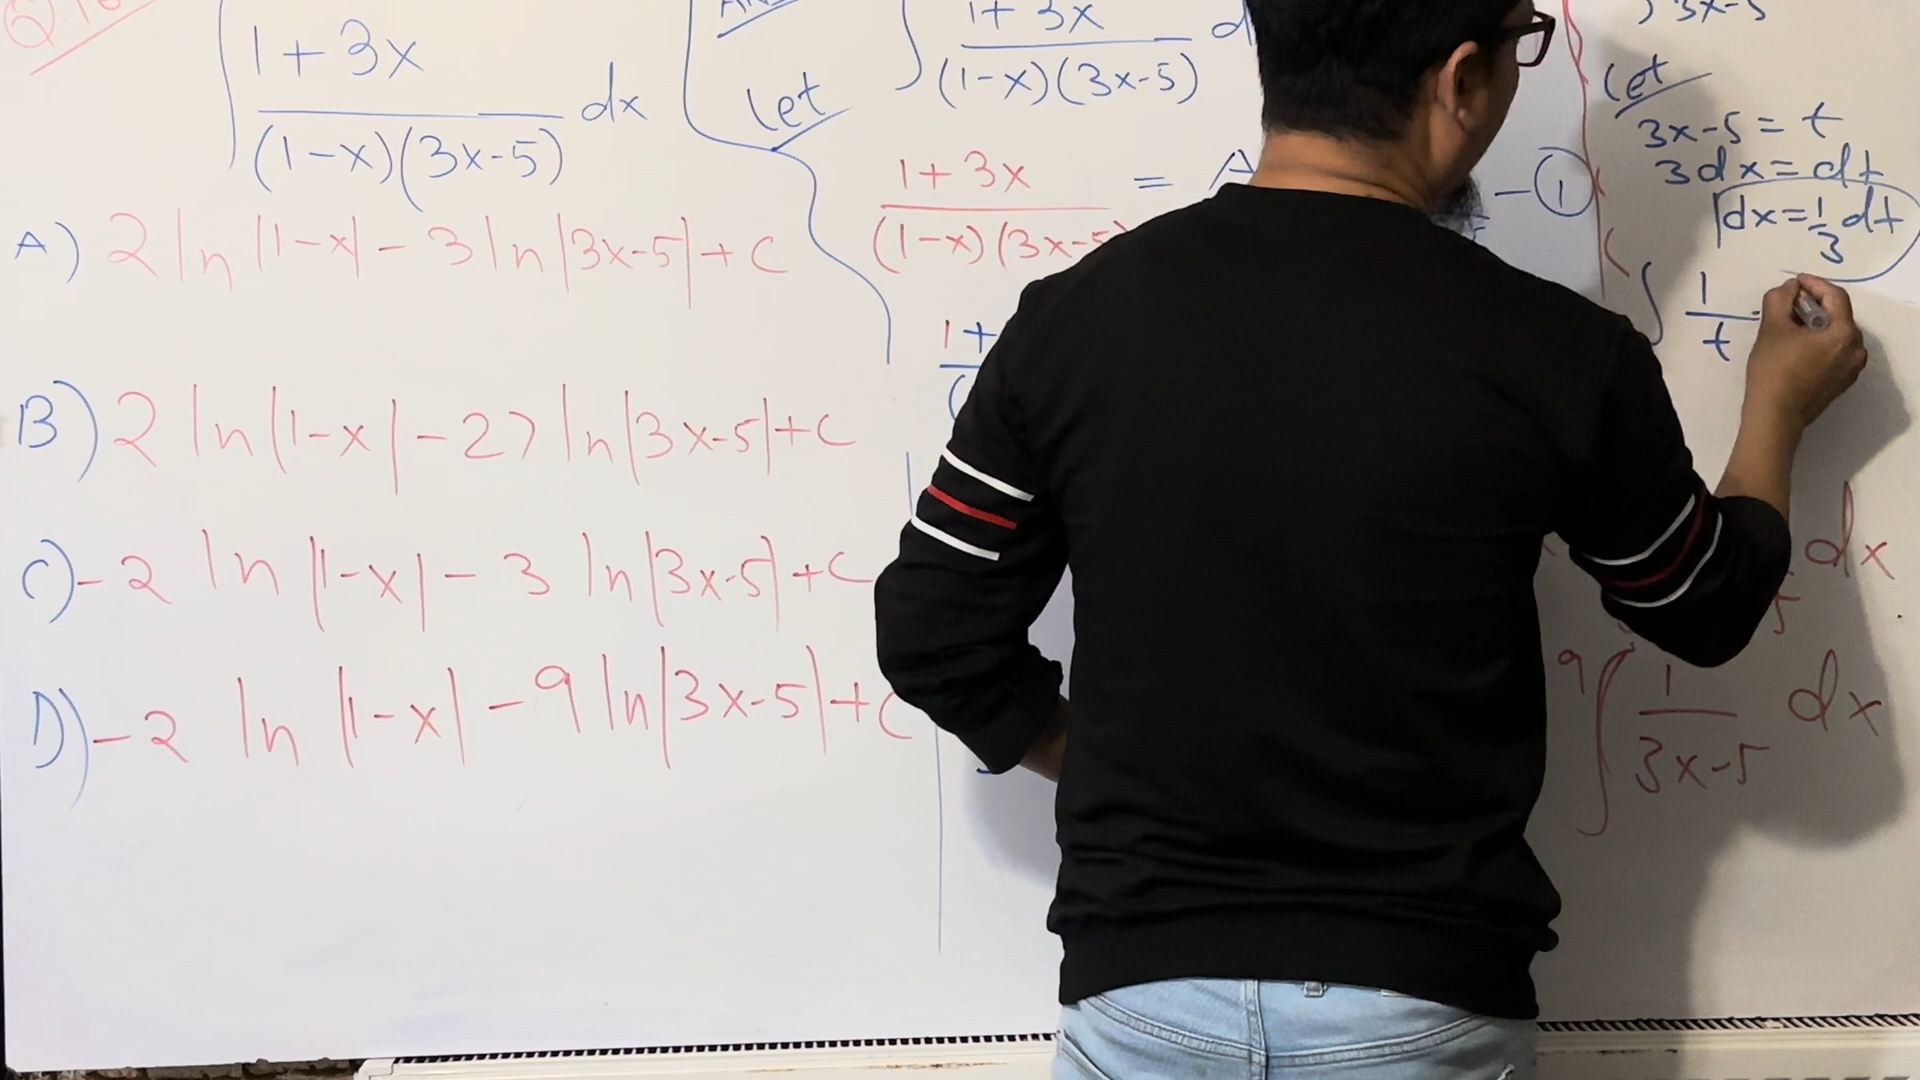 ∫ 1+3x / (1-x)(3x-5) dx
A) 2 ln |1-x| - 3 ln |3x-5| + C
B) 2 ln |1-x| - 27 ln |3x-5| + C
C) -2 ln |1-x| - 3 ln |3x-5| + C
D) -2 ln |1-x| - 9 ln |3x-5| + C
∫ 1+3x / (1-x)(3x-5)
Let
1+3x / (1-x)(3x-5 = A
- ①
1+
3x-5
Let
3x-5 = t
3dx = dt
dx = 1/3 dt
∫ 1/t
dx
9 ∫ 1 / 3x-5 dx